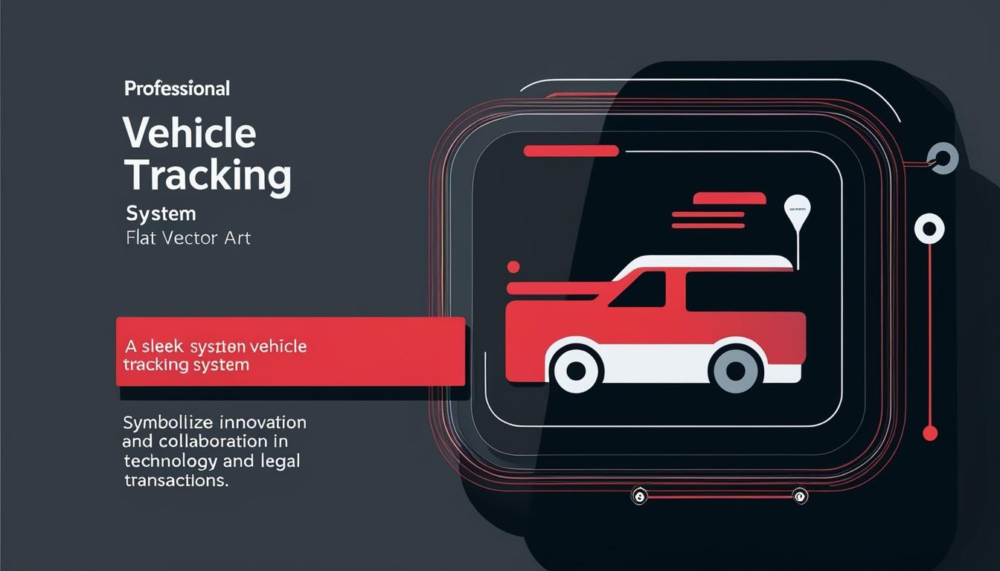 Professional
Vehicle
Tracking
System
Flat Vector Art
A sleek systton vehicle
tracking system
Symbollize innovation
and collaboration in
technology and legal
transactions.